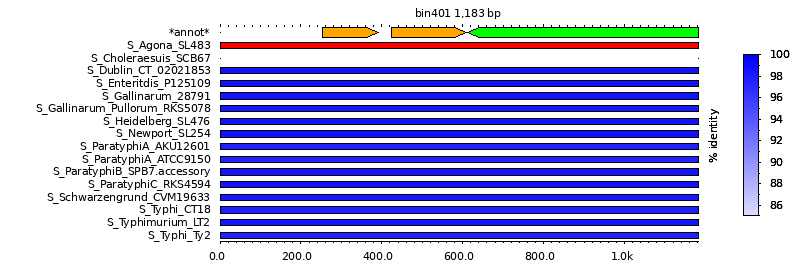 bin401 1,183 bp
*annot*
S_Agona_SL483
S_Choleraesuis_SCB67
S_Dublin_CT_02021853
S_Enteritdis_P125109
S_Gallinarum_28791
S_Gallinarum_Pullorum_RKS5078
S_Heidelberg_SL476
S_Newport_SL254
S_ParatyphiA_AKU12601
S_ParatyphiA_ATCC9150
S_ParatyphiB_SPB7.accessory
S_ParatyphiC_RKS4594
S_Schwarzengrund_CVM19633
S_Typhi_CT18
S_Typhimurium_LT2
S_Typhi_Ty2
0.0 200.0 400.0 600.0 800.0 1.0k
% identity
100
98
96
94
92
90
88
86